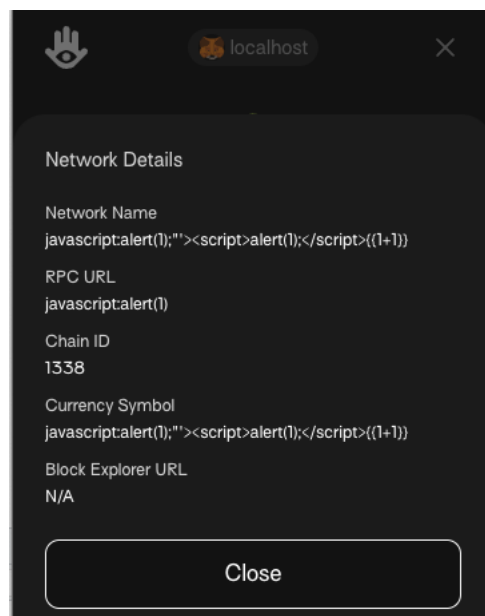 localhost
Network Details
Network Name
javascript:alert(1);"'><script>alert(1);</script>{{1+1}}
RPC URL
javascript:alert(1)
Chain ID
1338
Currency Symbol
javascript:alert(1);"'><script>alert(1);</script>{{1+1}}
Block Explorer URL
N/A
Close